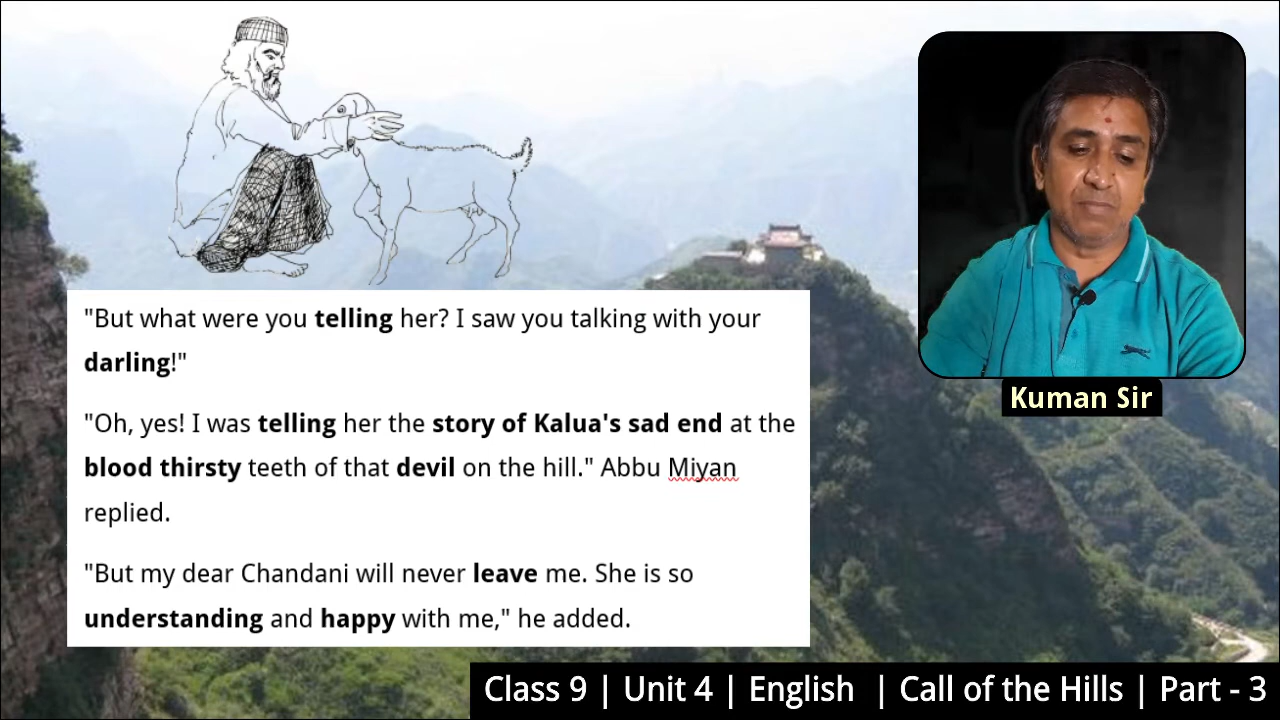 "But what were you telling her? I saw you talking with your
darling!"
"Oh, yes! I was telling her the story of Kalua's sad end at the
blood thirsty teeth of that devil on the hill." Abbu Miyan
replied.
"But my dear Chandani will never leave me. She is so
understanding and happy with me," he added.
Kuman Sir
Class 9 | Unit 4 | English | Call of the Hills | Part - 3